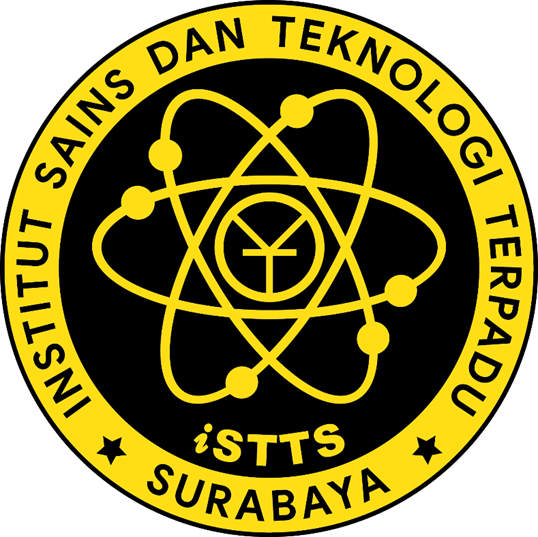 INSTITUT SAINS DAN TEKNOLOGI TERPADU
iSTTS
SURABAYA